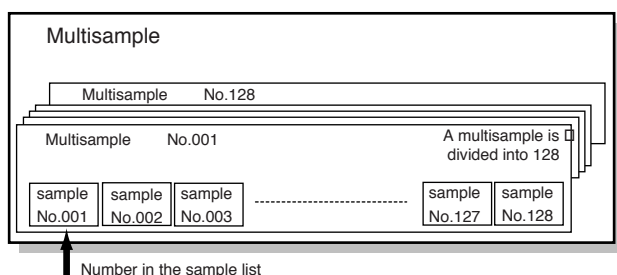 Multisample
Multisample No.128
Multisample No.001
A multisample is
divided into 128
sample No.001
sample No.002
sample No.003
sample No.127
sample No.128
Number in the sample list